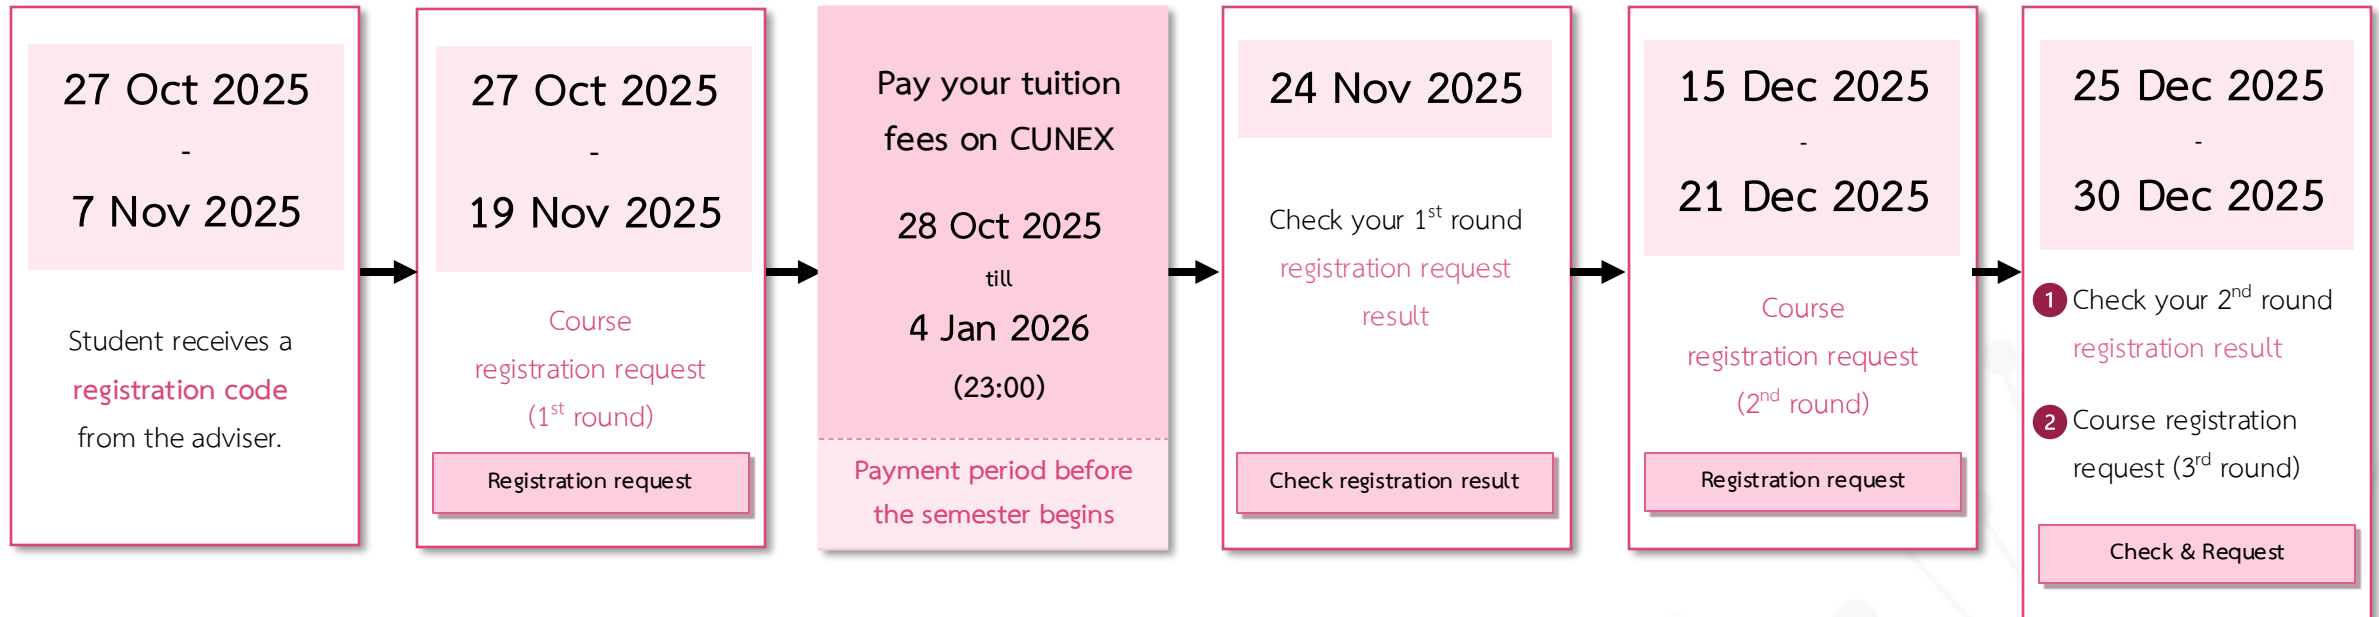 27 Oct 2025
-
7 Nov 2025
Student receives a
registration code
from the adviser.
27 Oct 2025
-
19 Nov 2025
Course
registration request
(1st round)
Registration request
Pay your tuition
fees on CUNEX
28 Oct 2025
till
4 Jan 2026
(23:00)
Payment period before
the semester begins
24 Nov 2025
Check your 1st round
registration request
result
Check registration result
15 Dec 2025
-
21 Dec 2025
Course
registration request
(2nd round)
Registration request
25 Dec 2025
-
30 Dec 2025
1 Check your 2nd round
registration result
2 Course registration
request (3rd round)
Check & Request